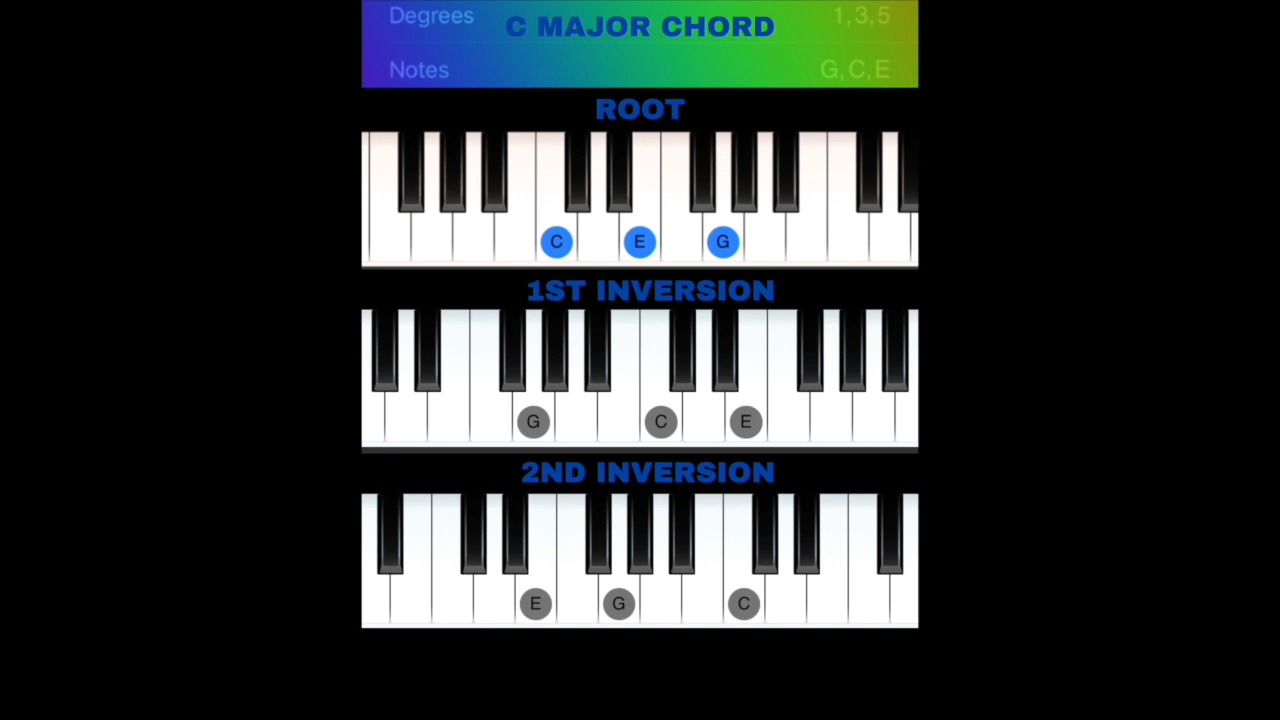 Degrees 1,3,5
C MAJOR CHORD
Notes G,C,E
ROOT
C E G
1ST INVERSION
G C E
2ND INVERSION
E G C